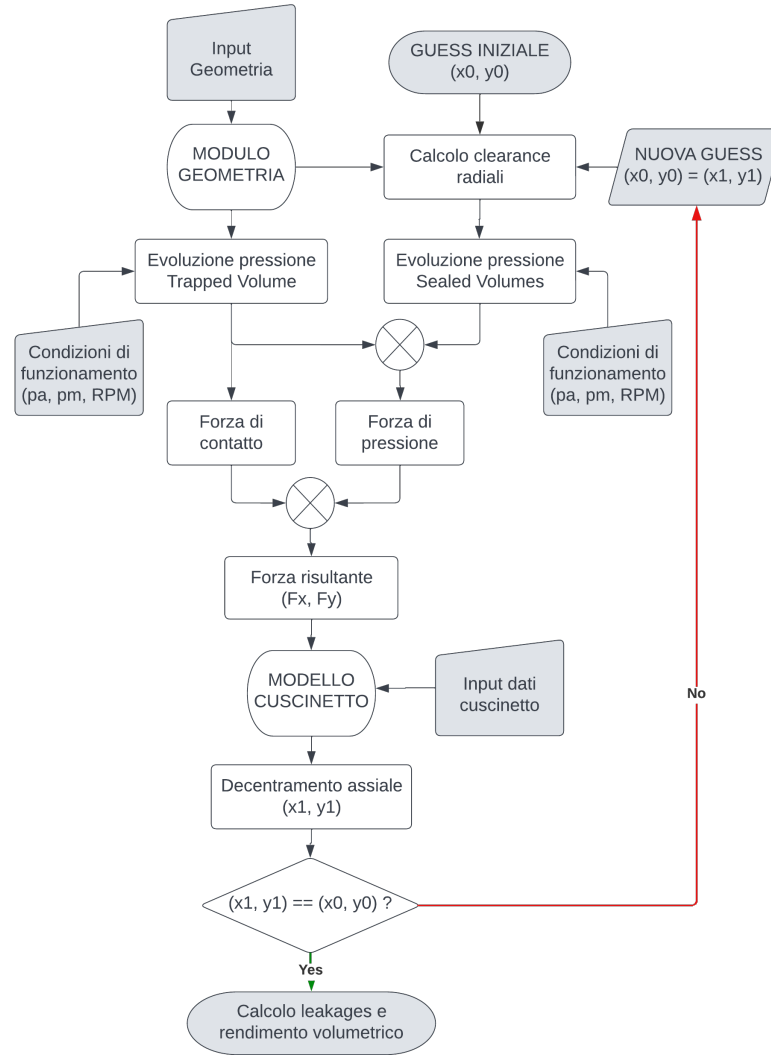 Input
Geometria
GUESS INIZIALE
(x0, y0)
MODULO
GEOMETRIA
Calcolo clearance
radiali
NUOVA GUESS
(x0, y0) = (x1, y1)
Evoluzione pressione
Trapped Volume
Evoluzione pressione
Sealed Volumes
Condizioni di
funzionamento
(pa, pm, RPM)
Condizioni di
funzionamento
(pa, pm, RPM)
Forza di
contatto
Forza di
pressione
Forza risultante
(Fx, Fy)
MODELLO
CUSCINETTO
Input dati
cuscinetto
No
Decentramento assiale
(x1, y1)
(x1, y1) == (x0, y0) ?
Yes
Calcolo leakages e
rendimento volumetrico